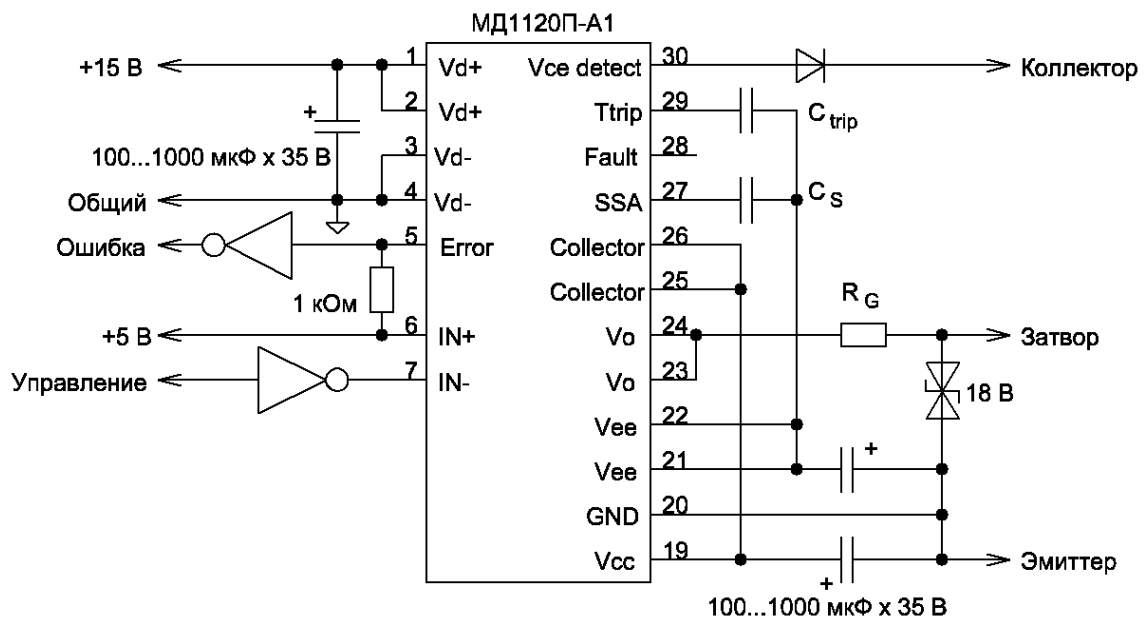 МД1120П-А1
+15 В
1
Vd+
Vce detect
30
Коллектор
2
Vd+
Ttrip
29
C trip
+
100...1000 мкФ x 35 В
3
Vd-
Fault
28
Общий
4
Vd-
SSA
27
C S
Ошибка
5
Error
Collector
26
1 кОм
Collector
25
R G
+5 В
6
IN+
Vo
24
Затвор
Управление
7
IN-
Vo
23
18 В
Vee
22
Vee
21
+
GND
20
Vcc
19
Эмиттер
+
100...1000 мкФ x 35 В